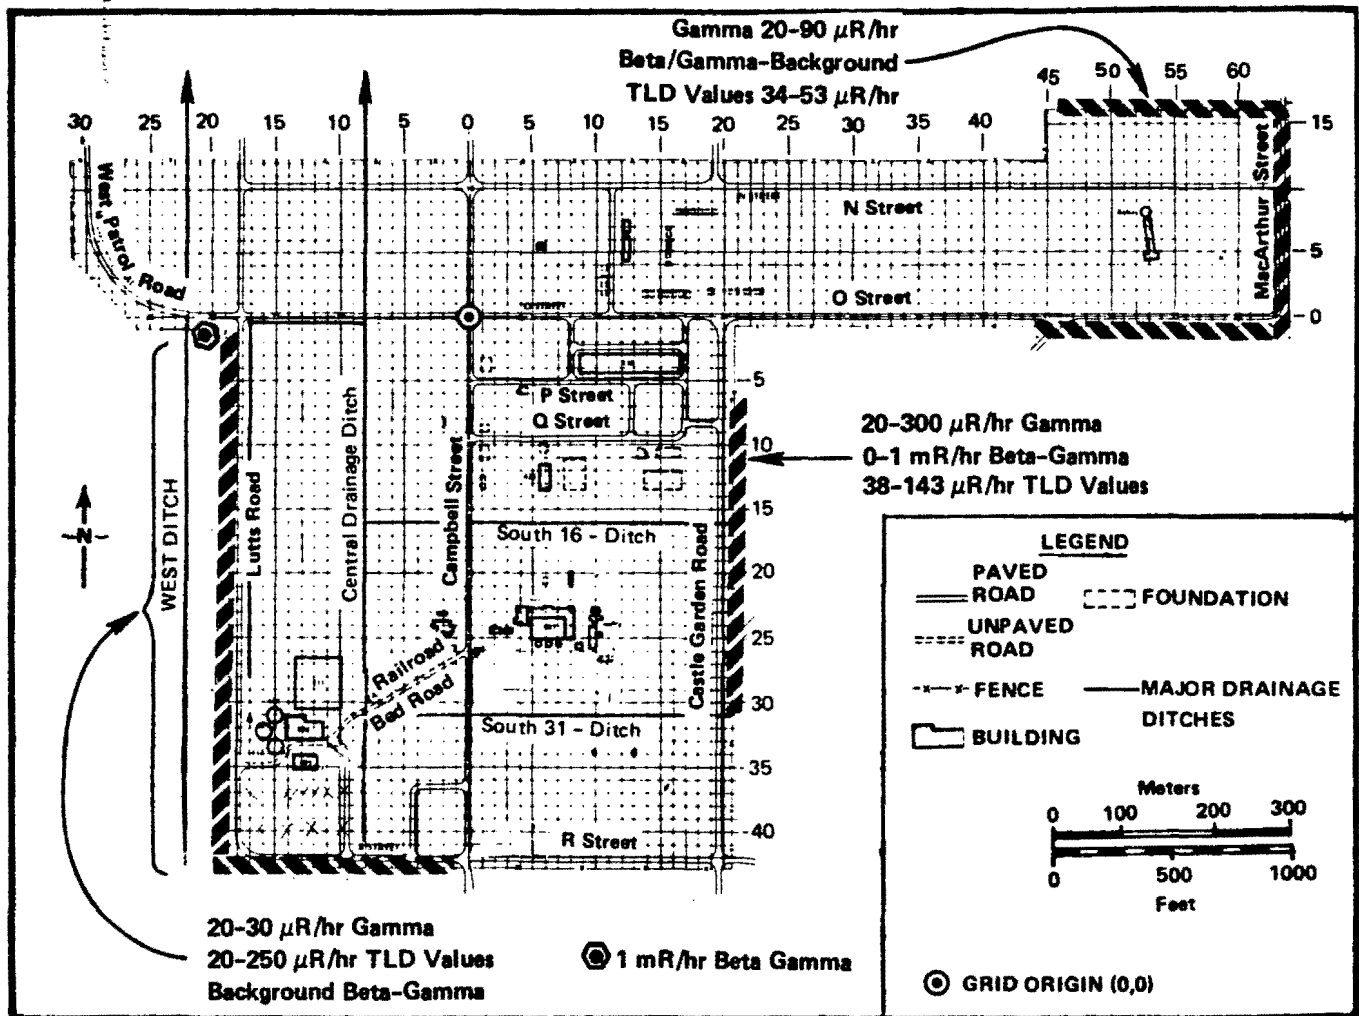 Gamma 20-90 μR/hr
Beta/Gamma-Background
TLD Values 34-53 μR/hr
45 50 55 60
30 25 20 15 10 5 0 5 10 15 20 25 30 35 40
15
West Patrol Road
N Street
MacArthur Street
5
O Street
0
5
P Street
Q Street
10
20-300 μR/hr Gamma
0-1 mR/hr Beta-Gamma
38-143 μR/hr TLD Values
15
South 16 - Ditch
WEST DITCH
Lutts Road
Central Drainage Ditch
Campbell Street
Castle Garden Road
-N-
20
25
Railroad
Bed Road
30
South 31 - Ditch
35
40
R Street
LEGEND
PAVED
ROAD
FOUNDATION
UNPAVED
ROAD
FENCE
MAJOR DRAINAGE
DITCHES
BUILDING
Meters
0 100 200 300
0 500 1000
Feet
GRID ORIGIN (0,0)
20-30 μR/hr Gamma
20-250 μR/hr TLD Values
Background Beta-Gamma
1 mR/hr Beta Gamma